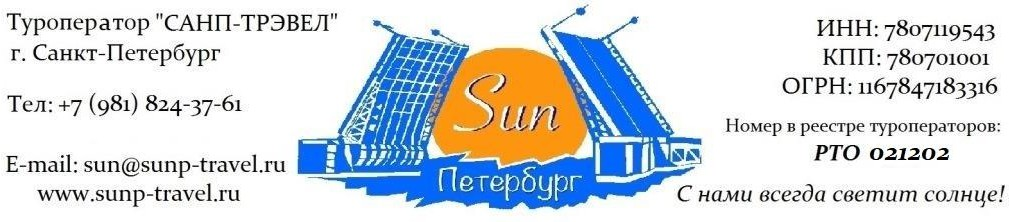 Туроператор "САНП-ТРЭВЕЛ"
г. Санкт-Петербург
Тел: +7 (981) 824-37-61
E-mail: sun@sunp-travel.ru
www.sunp-travel.ru
Sun
Петербург
ИНН: 7807119543
КПП: 780701001
ОГРН: 1167847183316
Номер в реестре туроператоров:
РТО 021202
С нами всегда светит солнце!